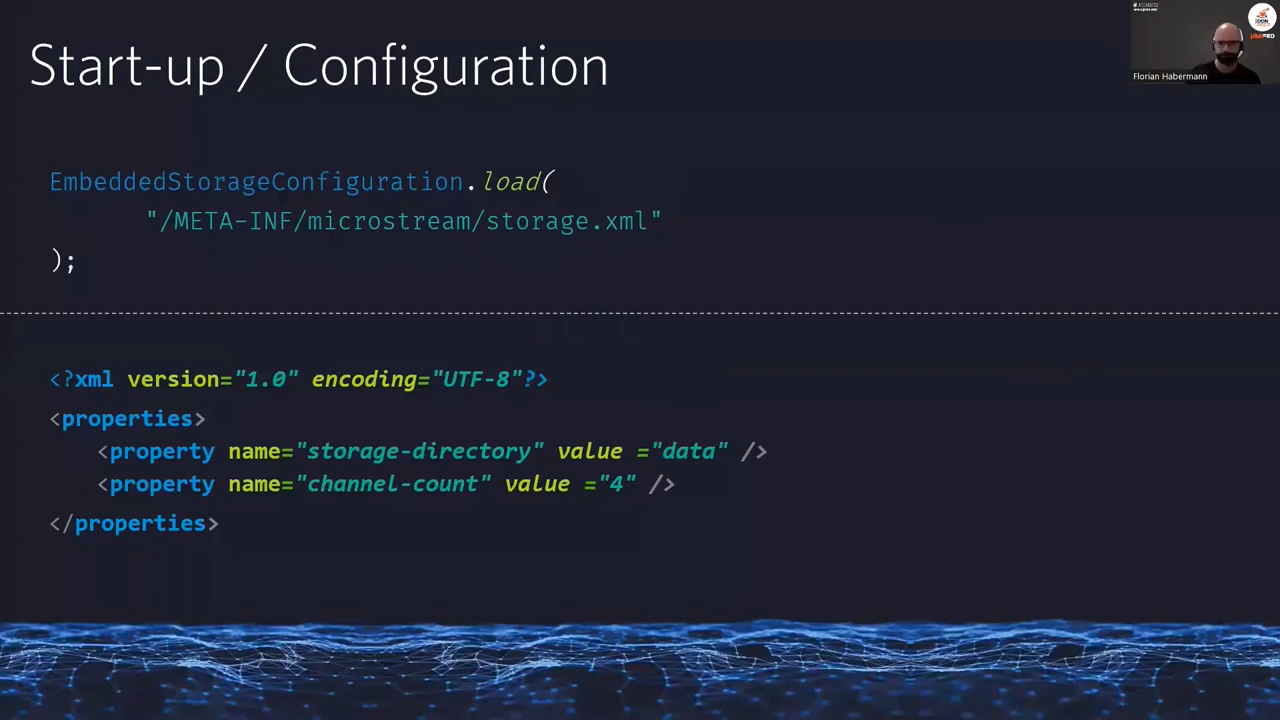 Start-up / Configuration
Florian Habermann
EmbeddedStorageConfiguration.load(
"/META-INF/microstream/storage.xml"
);
<?xml version="1.0" encoding="UTF-8"?>
<properties>
<property name="storage-directory" value ="data" />
<property name="channel-count" value ="4" />
</properties>